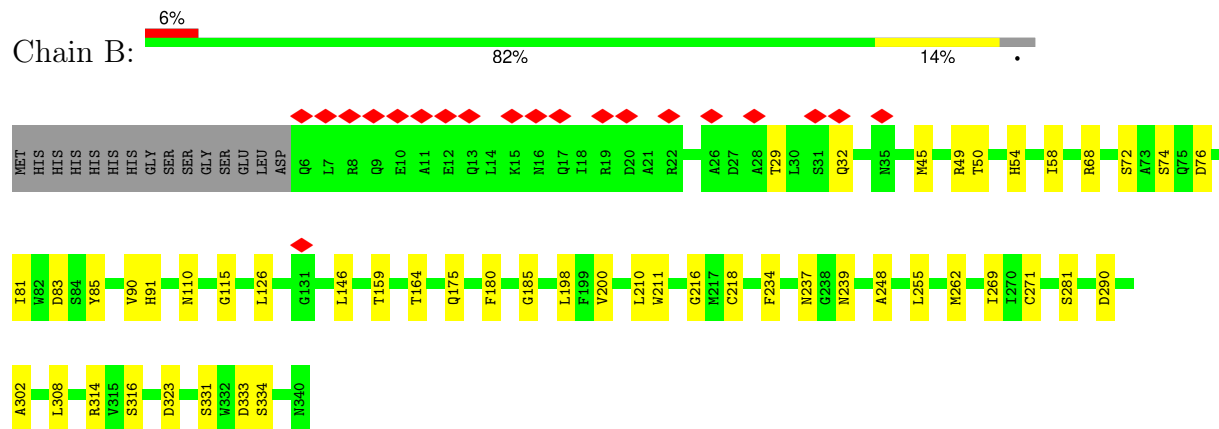 6%
Chain B:
82% 14% •
MET HIS HIS HIS HIS HIS HIS GLY SER SER GLY SER GLU LEU ASP Q6 L7 R8 Q9 E10 A11 E12 Q13 L14 K15 N16 Q17 I18 R19 D20 A21 R22 A26 D27 A28 T29 L30 S31 Q32 N35 M45 R49 T50 H54 I58 R68 S72 A73 S74 Q75 D76
I81 W82 D83 S84 Y85 V90 H91 N110 G115 L126 G131 L146 T159 T164 Q175 F180 G185 L198 F199 V200 L210 W211 G216 M217 C218 F234 N237 G238 N239 A248 L255 M262 I269 I270 C271 S281 D290
A302 L308 R314 V315 S316 D323 S331 W332 D333 S334 N340